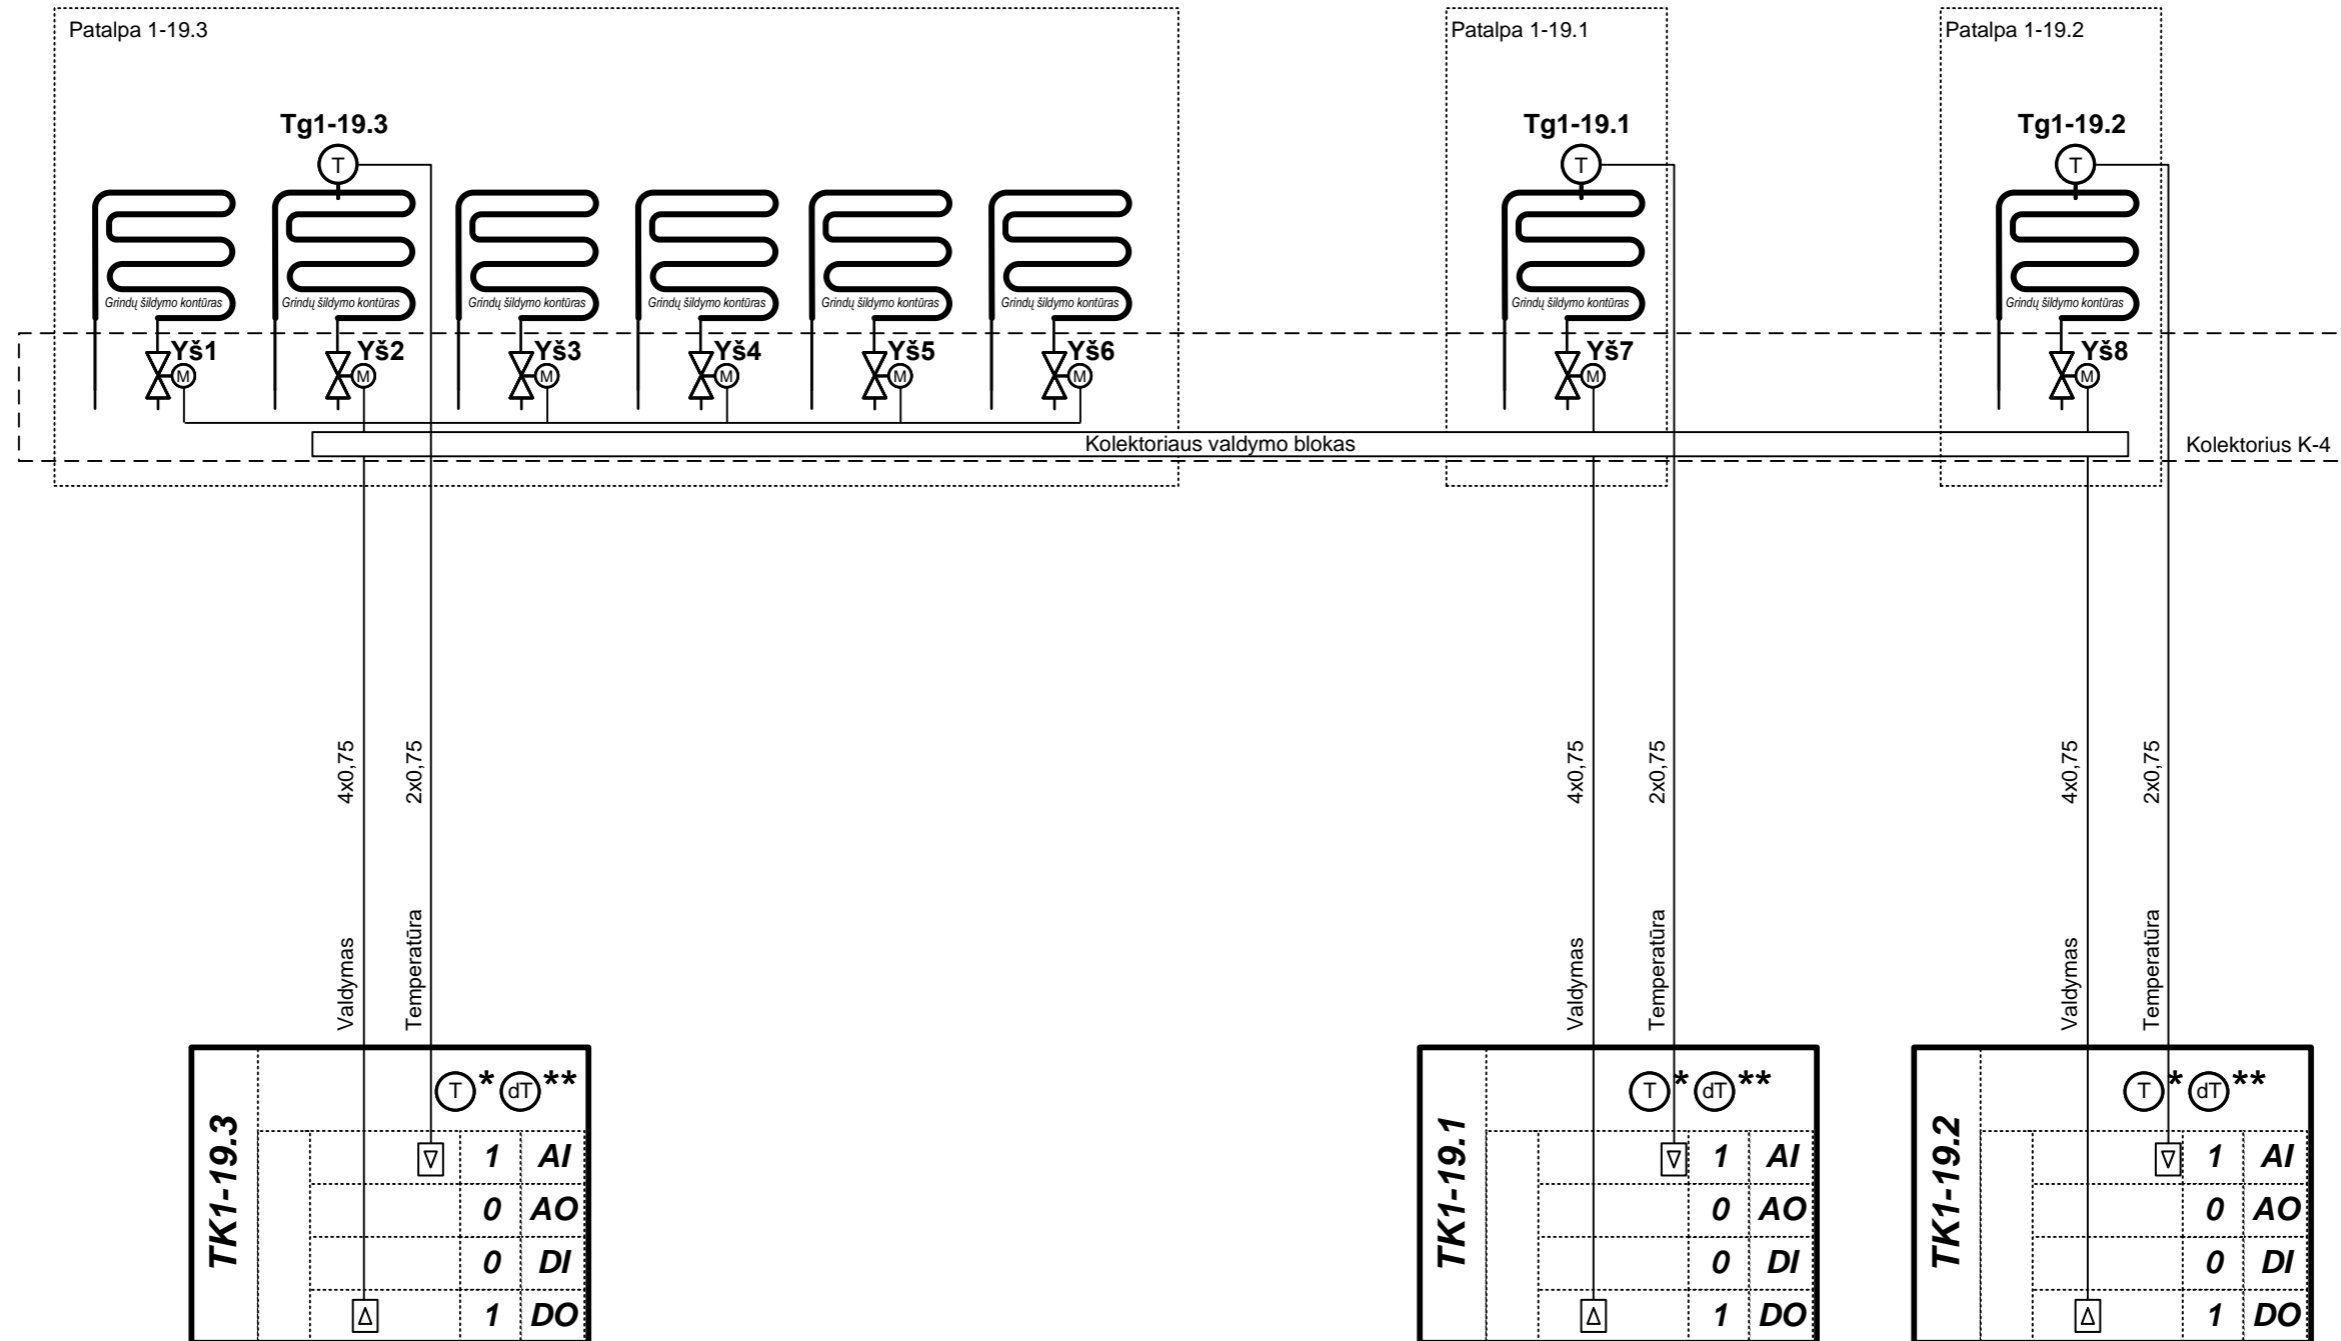 Patalpa 1-19.3
Patalpa 1-19.1
Patalpa 1-19.2
Tg1-19.3
Tg1-19.1
Tg1-19.2
T
T
T
Grindų šildymo kontūras
Grindų šildymo kontūras
Grindų šildymo kontūras
Grindų šildymo kontūras
Grindų šildymo kontūras
Grindų šildymo kontūras
Grindų šildymo kontūras
Grindų šildymo kontūras
Yš1
Yš2
Yš3
Yš4
Yš5
Yš6
Yš7
Yš8
M
M
M
M
M
M
M
M
Kolektoriaus valdymo blokas
Kolektorius K-4
4x0,75
2x0,75
4x0,75
2x0,75
4x0,75
2x0,75
Valdymas
Temperatūra
Valdymas
Temperatūra
Valdymas
Temperatūra
TK1-19.3
T * dT **
1 AI
0 AO
0 DI
1 DO
TK1-19.1
T * dT **
1 AI
0 AO
0 DI
1 DO
TK1-19.2
T * dT **
1 AI
0 AO
0 DI
1 DO